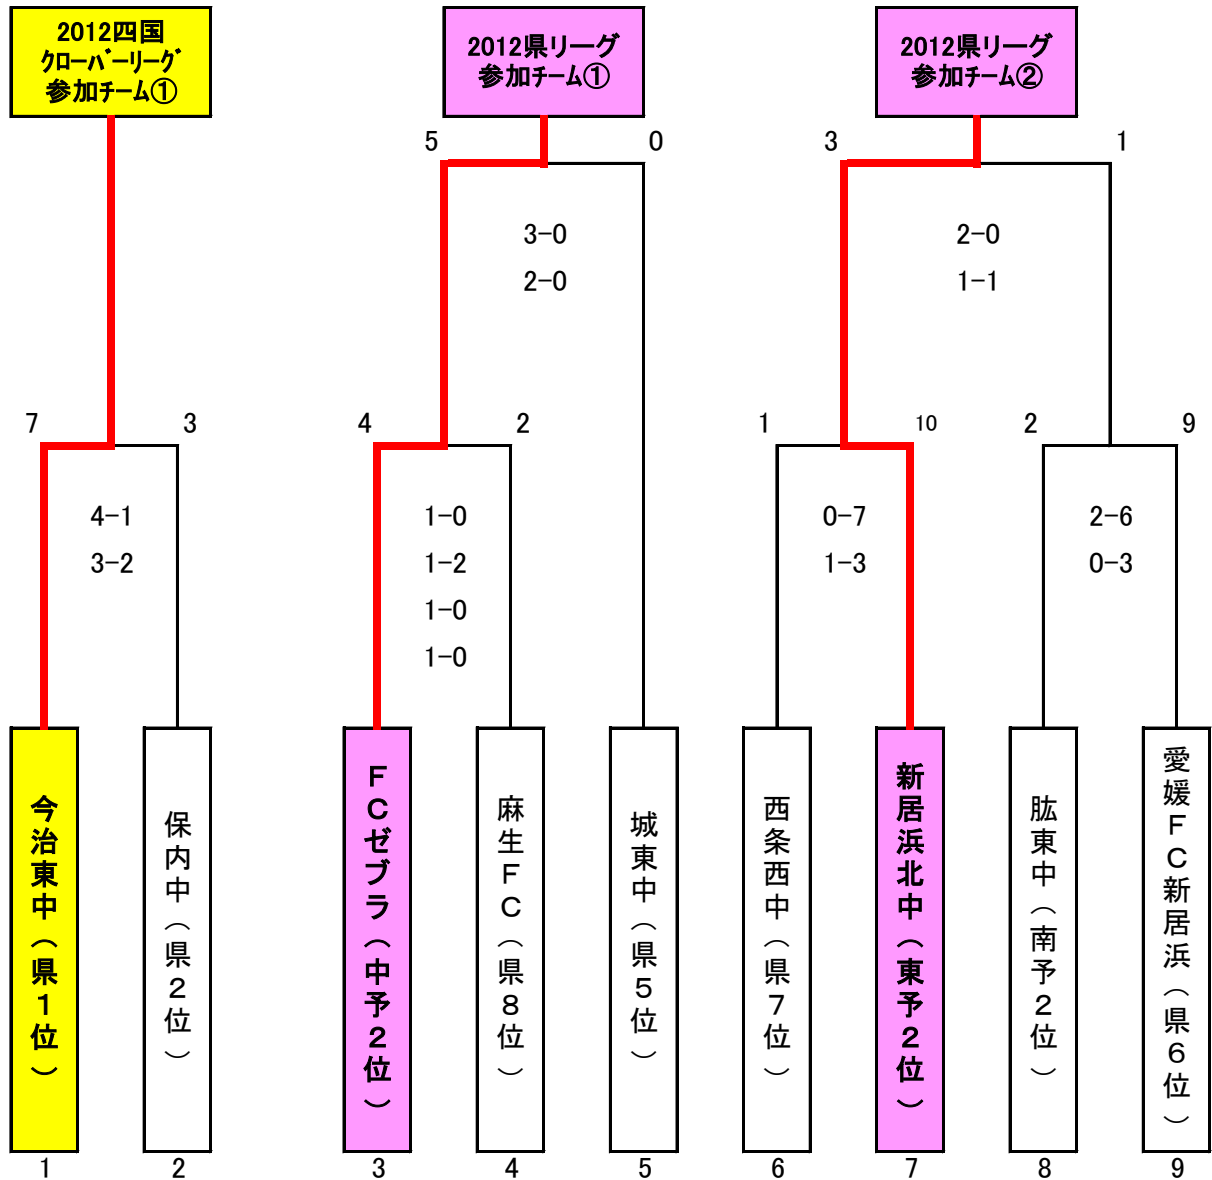 2012四国
クローバーリーグ
参加チーム①
2012県リーグ
参加チーム①
2012県リーグ
参加チーム②
5
0
3
1
3-0
2-0
2-0
1-1
7
3
4
2
1
10
2
9
4-1
1-0
0-7
2-6
3-2
1-2
1-3
0-3
1-0
1-0
今治東中（県1位）
保内中（県2位）
FCゼブラ（中予2位）
麻生FC（県8位）
城東中（県5位）
西条西中（県7位）
新居浜北中（東予2位）
肱東中（南予2位）
愛媛FC新居浜（県6位）
1
2
3
4
5
6
7
8
9